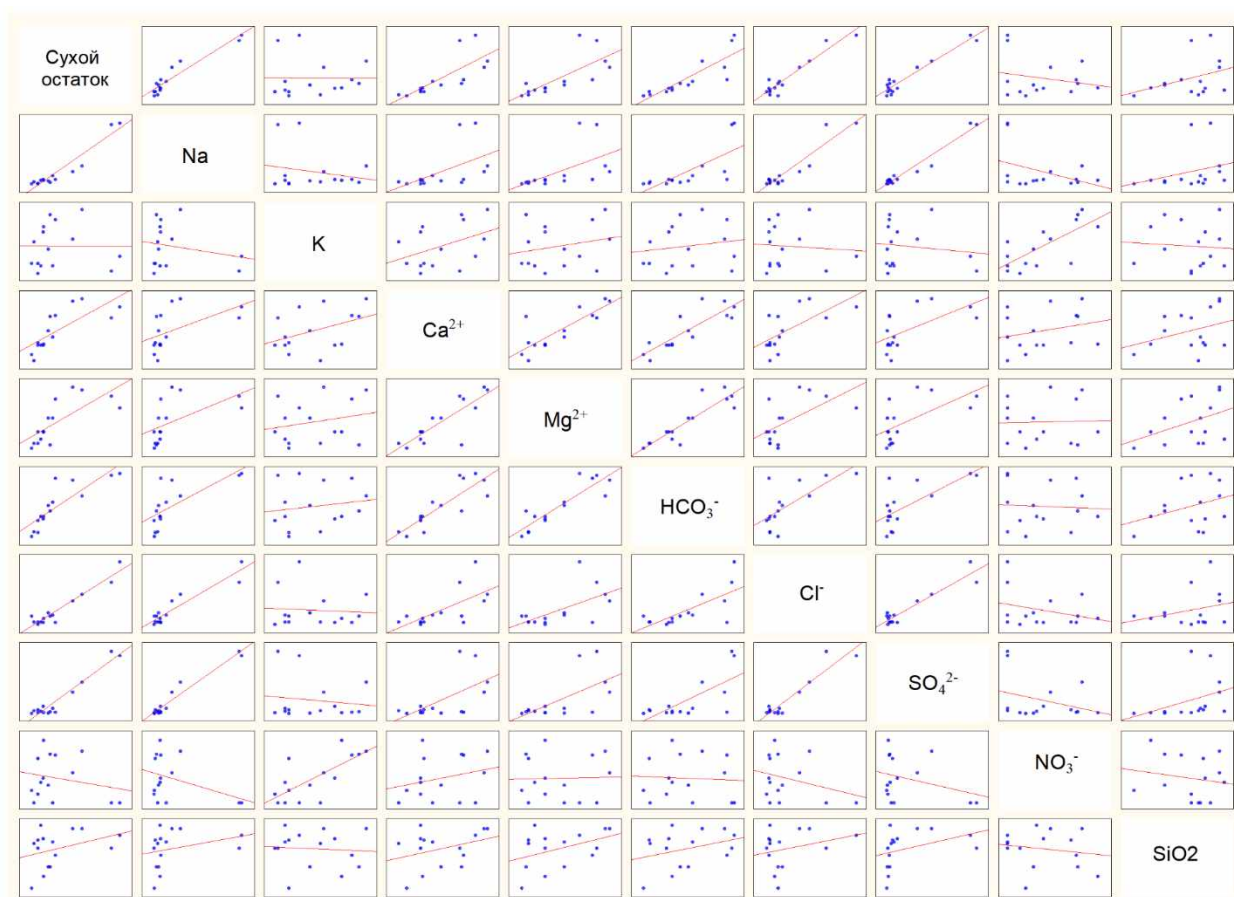 Сухой
остаток
Na
K
Ca²⁺
Mg²⁺
HCO₃⁻
Cl⁻
SO₄²⁻
NO₃⁻
SiO2